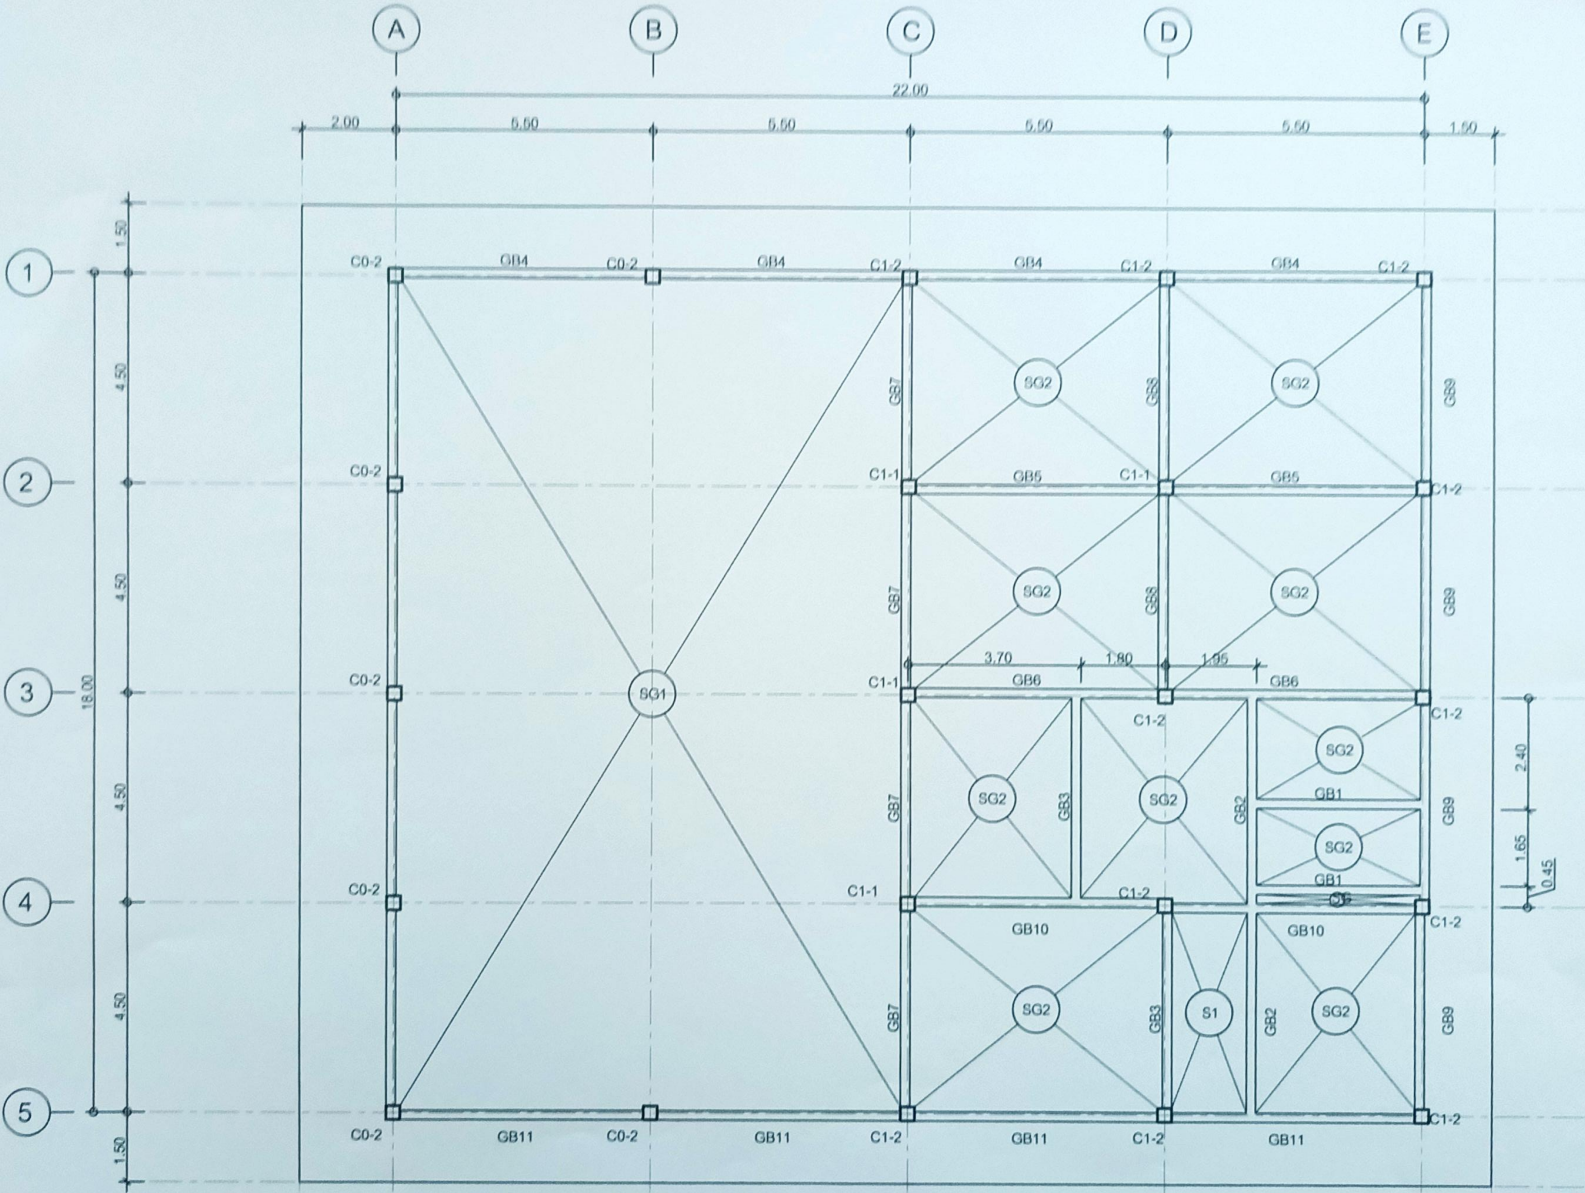 A B C D E
22.00
2.00 5.50 5.50 5.50 5.50 1.50
1.50
1 C0-2 GB4 C0-2 GB4 C1-2 GB4 C1-2 GB4 C1-2
4.50 SG2 SG2
GB7 GB8 GB9
2 C0-2 C1-1 GB5 C1-1 GB5 C1-2
4.50 SG2 SG2
GB7 GB8 GB9
3.70 1.80 1.95
3 18.00 C0-2 SG1 C1-1 GB6 GB6
C1-2 C1-2
SG2 2.40
4.50 GB7 SG2 GB3 SG2 GB2 GB1 GB9
SG2 1.65
GB1 0.45
4 C0-2 C1-1 C1-2
GB10 GB10 C1-2
4.50 GB7 SG2 GB3 S1 GB2 SG2 GB9
5 C1-2
C0-2 GB11 C0-2 GB11 C1-2 GB11 C1-2 GB11
1.50